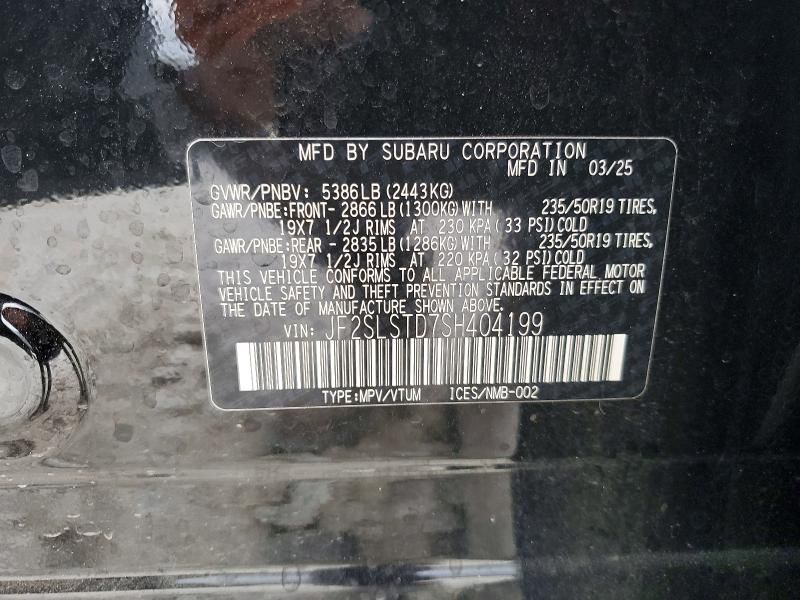 MFD BY SUBARU CORPORATION
MFD IN 03/25
GVWR/PNBV: 5386LB(2443KG)
GAWR/PNBE:FRONT- 2866LB(1300KG)WITH 235/50R19 TIRES,
19X7 1/2J RIMS AT 230 KPA( 33 PSI)COLD
GAWR/PNBE:REAR - 2835LB(1286KG)WITH 235/50R19 TIRES,
19X7 1/2J RIMS AT 220 KPA( 32 PSI)COLD
THIS VEHICLE CONFORMS TO ALL APPLICABLE FEDERAL MOTOR
VEHICLE SAFETY AND THEFT PREVENTION STANDARDS IN EFFECT ON
THE DATE OF MANUFACTURE SHOWN ABOVE.
VIN: JF2SLSTD7SH404199
TYPE:MPV/VTUM ICES/NMB-002